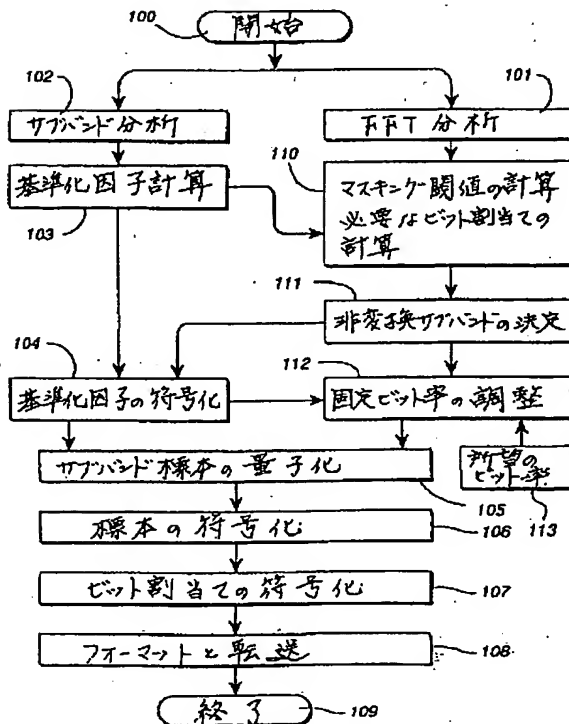 100
開始
102
101
サブバンド分析
FFT分析
110
基準化因子計算
マスキング閾値の計算
必要なビット割当ての
計算
103
111
非変換サブバンドの決定
104
112
基準化因子の符号化
固定ビット率の調整
サブバンド標本の量子化
所望の
ビット率
105
113
標本の符号化
106
ビット割当ての符号化
107
フォーマットと転送
108
終了
109